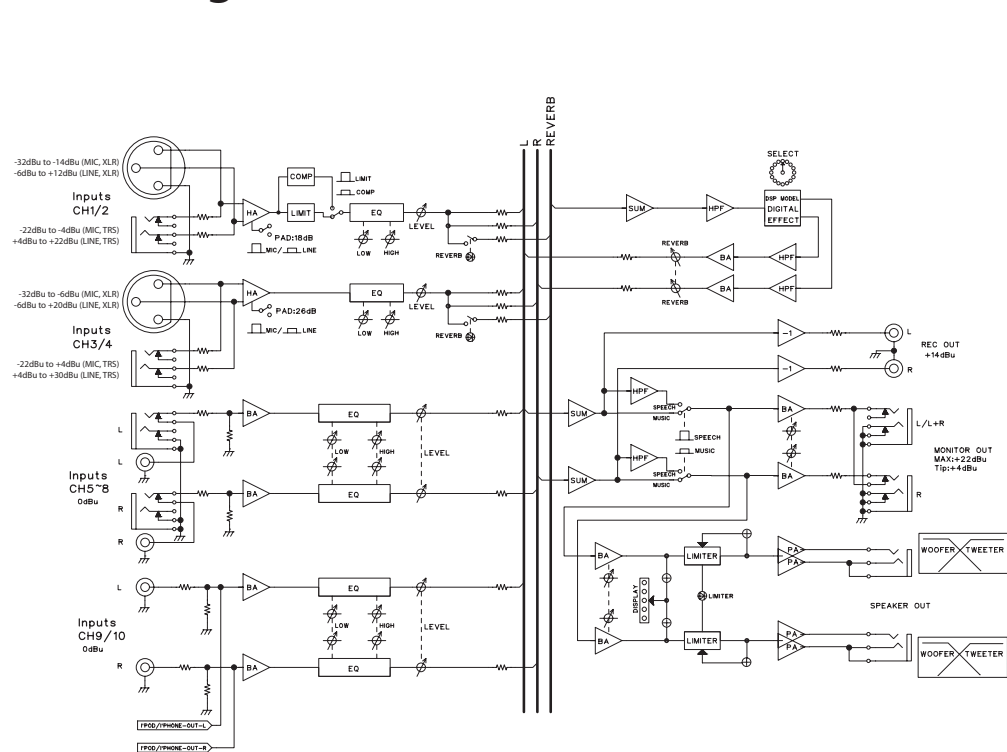 L
R
REVERB
-32dBu to -14dBu (MIC, XLR)
-6dBu to +12dBu (LINE, XLR)
Inputs
CH1/2
-22dBu to -4dBu (MIC, TRS)
+4dBu to +22dBu (LINE, TRS)
HA
COMP
LIMIT
LIMIT
COMP
EQ
LEVEL
PAD:18dB
MIC/ LINE
LOW
HIGH
REVERB
-32dBu to -6dBu (MIC, XLR)
-6dBu to +20dBu (LINE, XLR)
Inputs
CH3/4
-22dBu to +4dBu (MIC, TRS)
+4dBu to +30dBu (LINE, TRS)
HA
EQ
LEVEL
PAD:26dB
MIC/ LINE
LOW
HIGH
REVERB
L
L
Inputs
CH5~8
0dBu
R
R
BA
EQ
LOW
HIGH
LEVEL
BA
EQ
L
Inputs
CH9/10
0dBu
R
BA
EQ
LOW
HIGH
LEVEL
BA
EQ
I'POD/I'PHONE-OUT-L
I'POD/I'PHONE-OUT-R
SELECT
SUM
HPF
DSP MODEL
DIGITAL
EFFECT
REVERB
BA
HPF
REVERB
BA
HPF
-1
L
REC OUT
+14dBu
-1
R
SUM
HPF
SPEECH
MUSIC
SPEECH
MUSIC
SUM
HPF
SPEECH
MUSIC
BA
L/L+R
MONITOR OUT
MAX:+22dBu
Tip:+4dBu
BA
R
BA
LIMITER
PA
PA
WOOFER
TWEETER
DISPLAY
LIMITER
SPEAKER OUT
BA
LIMITER
PA
PA
WOOFER
TWEETER